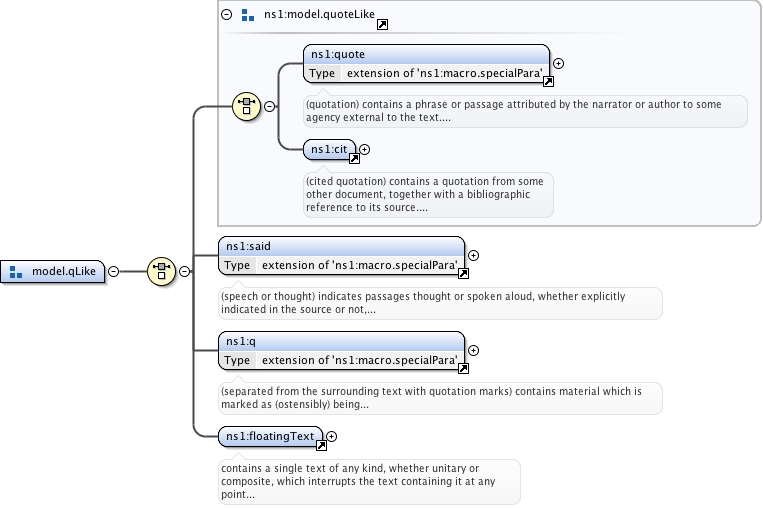 ns1:model.quoteLike
ns1:quote
Type extension of 'ns1:macro.specialPara'
(quotation) contains a phrase or passage attributed by the narrator or author to some
agency external to the text....
ns1:cit
(cited quotation) contains a quotation from some
other document, together with a bibliographic
reference to its source....
ns1:said
Type extension of 'ns1:macro.specialPara'
(speech or thought) indicates passages thought or spoken aloud, whether explicitly
indicated in the source or not,...
model.qLike
ns1:q
Type extension of 'ns1:macro.specialPara'
(separated from the surrounding text with quotation marks) contains material which is
marked as (ostensibly) being...
ns1:floatingText
contains a single text of any kind, whether unitary or
composite, which interrupts the text containing it at any
point...